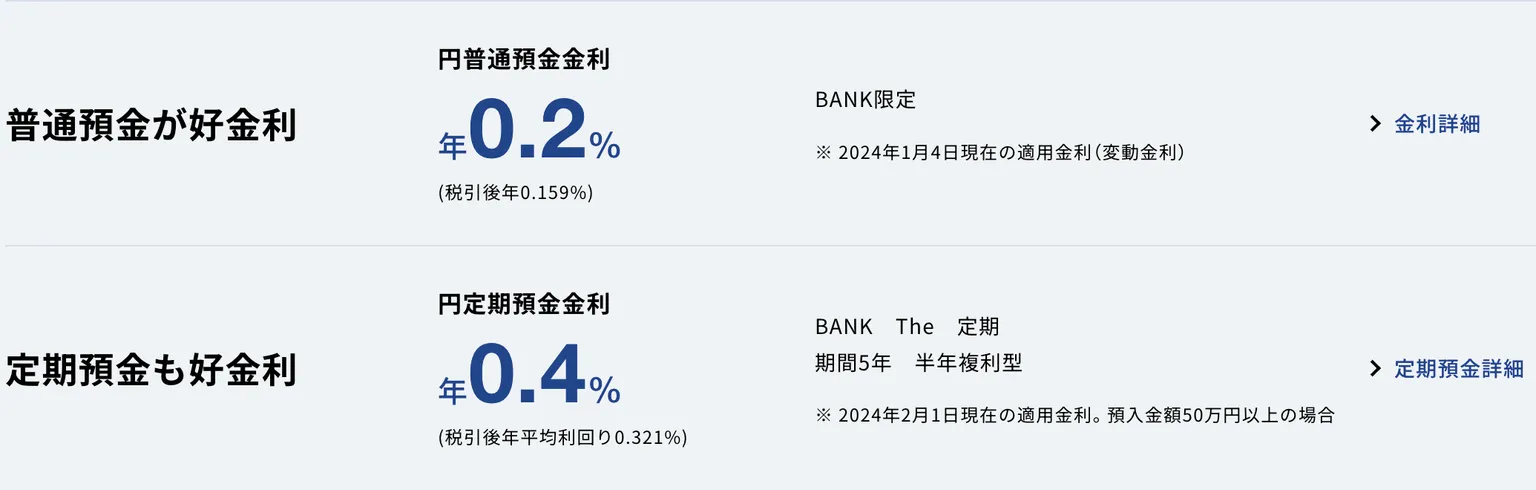 普通預金が好金利
円普通預金金利
年0.2%
(税引後年0.159%)
BANK限定
※ 2024年1月4日現在の適用金利（変動金利）
金利詳細
定期預金も好金利
円定期預金金利
年0.4%
(税引後年平均利回り0.321%)
BANK　The　定期
期間5年　半年複利型
※ 2024年2月1日現在の適用金利。預入金額50万円以上の場合
定期預金詳細